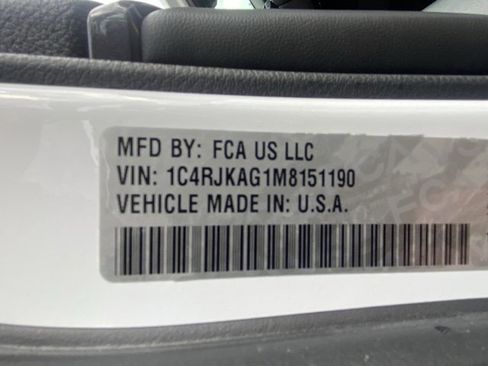 MFD BY: FCA US LLC
VIN: 1C4RJKAG1M8151190
VEHICLE MADE IN: U.S.A.